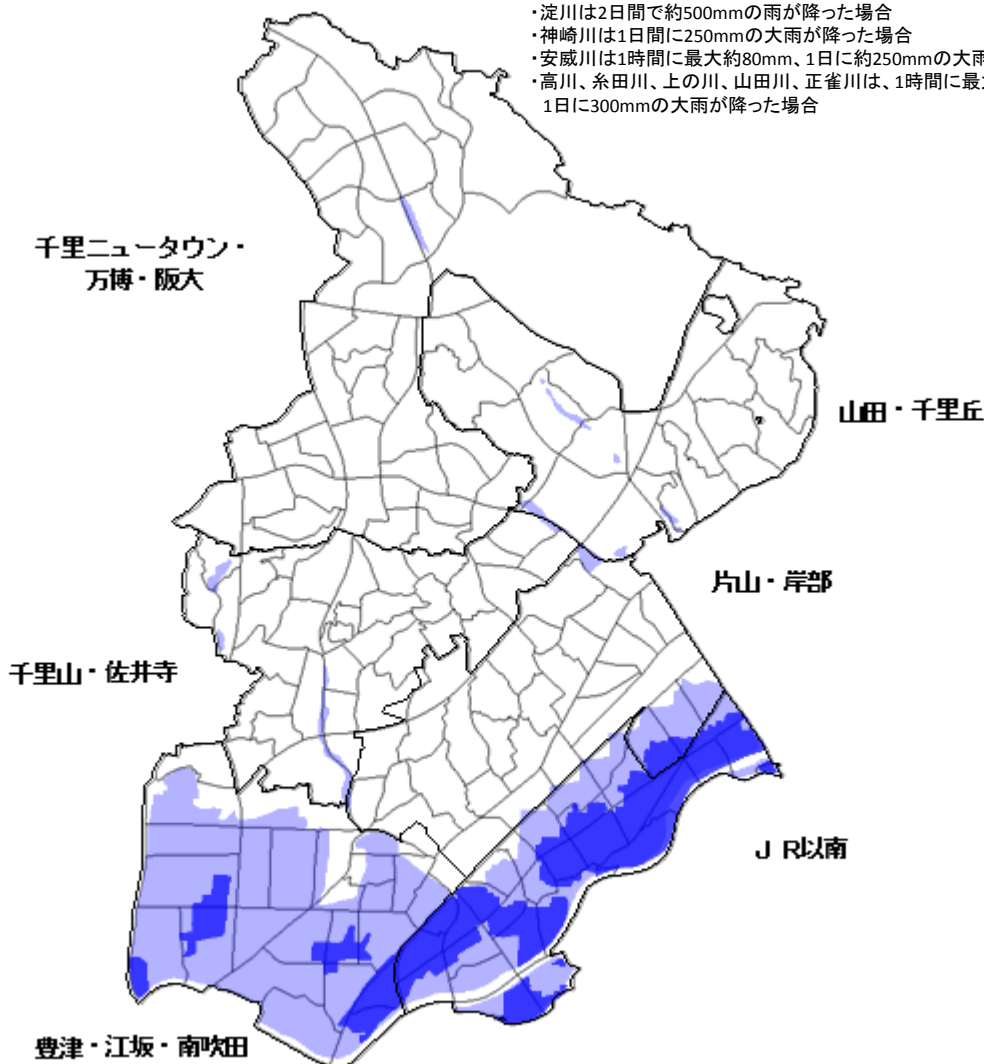 ・淀川は2日間で約500mmの雨が降った場合
・神崎川は1日間に250mmの大雨が降った場合
・安威川は1時間に最大約80mm、1日に約250mmの大雨
・高川、糸田川、上の川、山田川、正雀川は、1時間に最
1日に300mmの大雨が降った場合
千里ニュータウン・
万博・阪大
山田・千里丘
片山・岸部
千里山・佐井寺
ＪＲ以南
豊津・江坂・南吹田